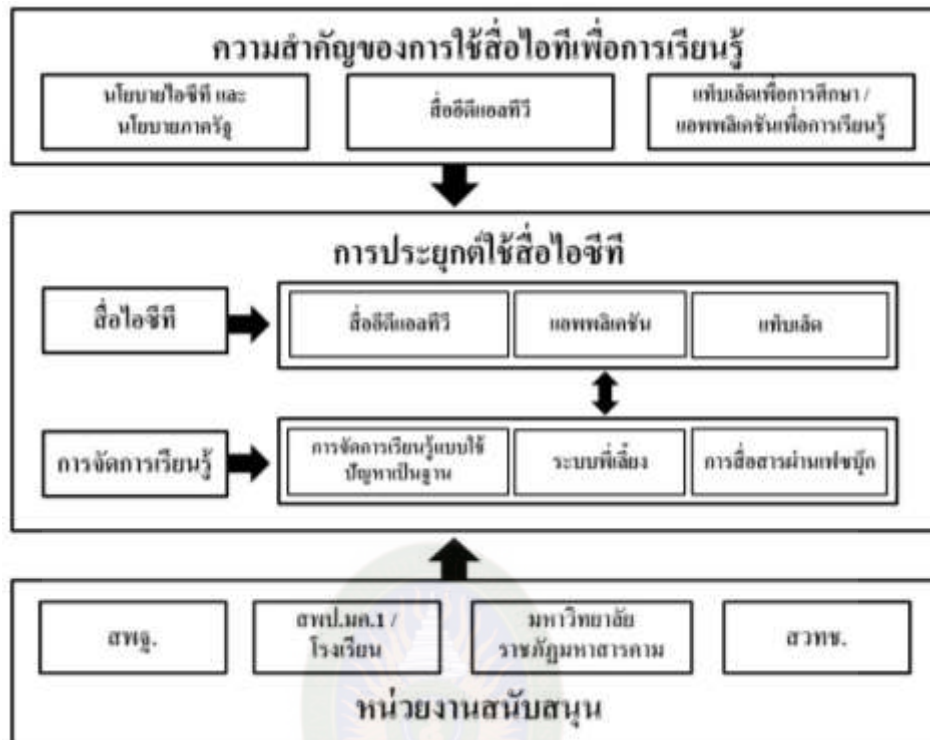 ความสำคัญของการใช้สื่อไอทีเพื่อการเรียนรู้
นโยบายไอซีที และ
นโยบายภาครัฐ
สื่ออีดีแอลทีวี
แท็บเล็ตเพื่อการศึกษา /
แอพพลิเคชันเพื่อการเรียนรู้
การประยุกต์ใช้สื่อไอซีที
สื่อไอซีที
สื่ออีดีแอลทีวี
แอพพลิเคชัน
แท็บเล็ต
การจัดการเรียนรู้
การจัดการเรียนรู้แบบใช้
ปัญหาเป็นฐาน
ระบบพี่เลี้ยง
การสื่อสารผ่านเฟซบุ๊ก
สพฐ.
สพป.มค.1 /
โรงเรียน
มหาวิทยาลัย
ราชภัฏมหาสารคาม
สวทช.
หน่วยงานสนับสนุน